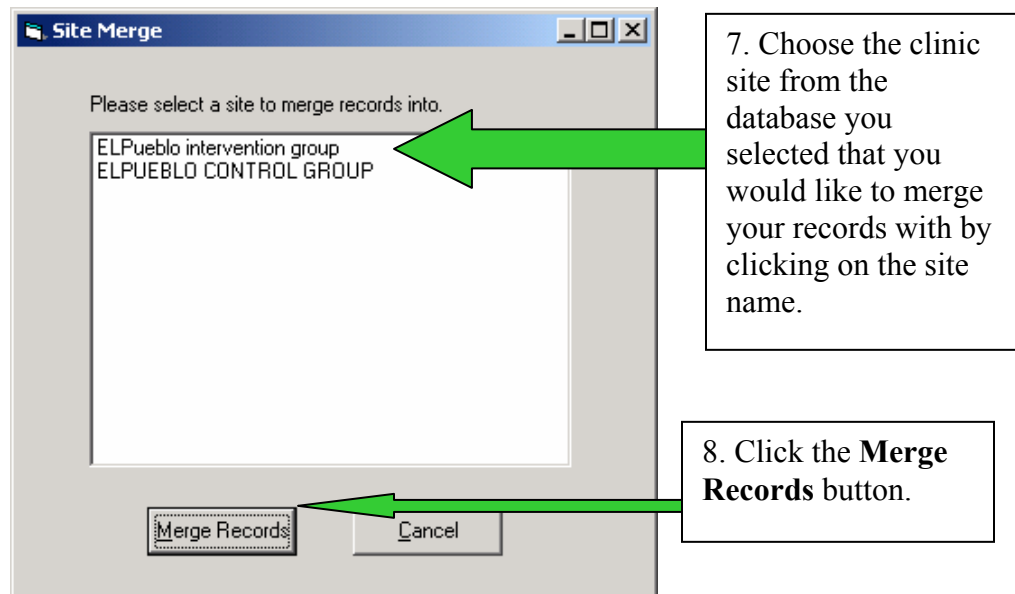 Site Merge
Please select a site to merge records into.
ELPueblo intervention group
ELPUEBLO CONTROL GROUP
Merge Records
Cancel
7. Choose the clinic
site from the
database you
selected that you
would like to merge
your records with by
clicking on the site
name.
8. Click the Merge
Records button.